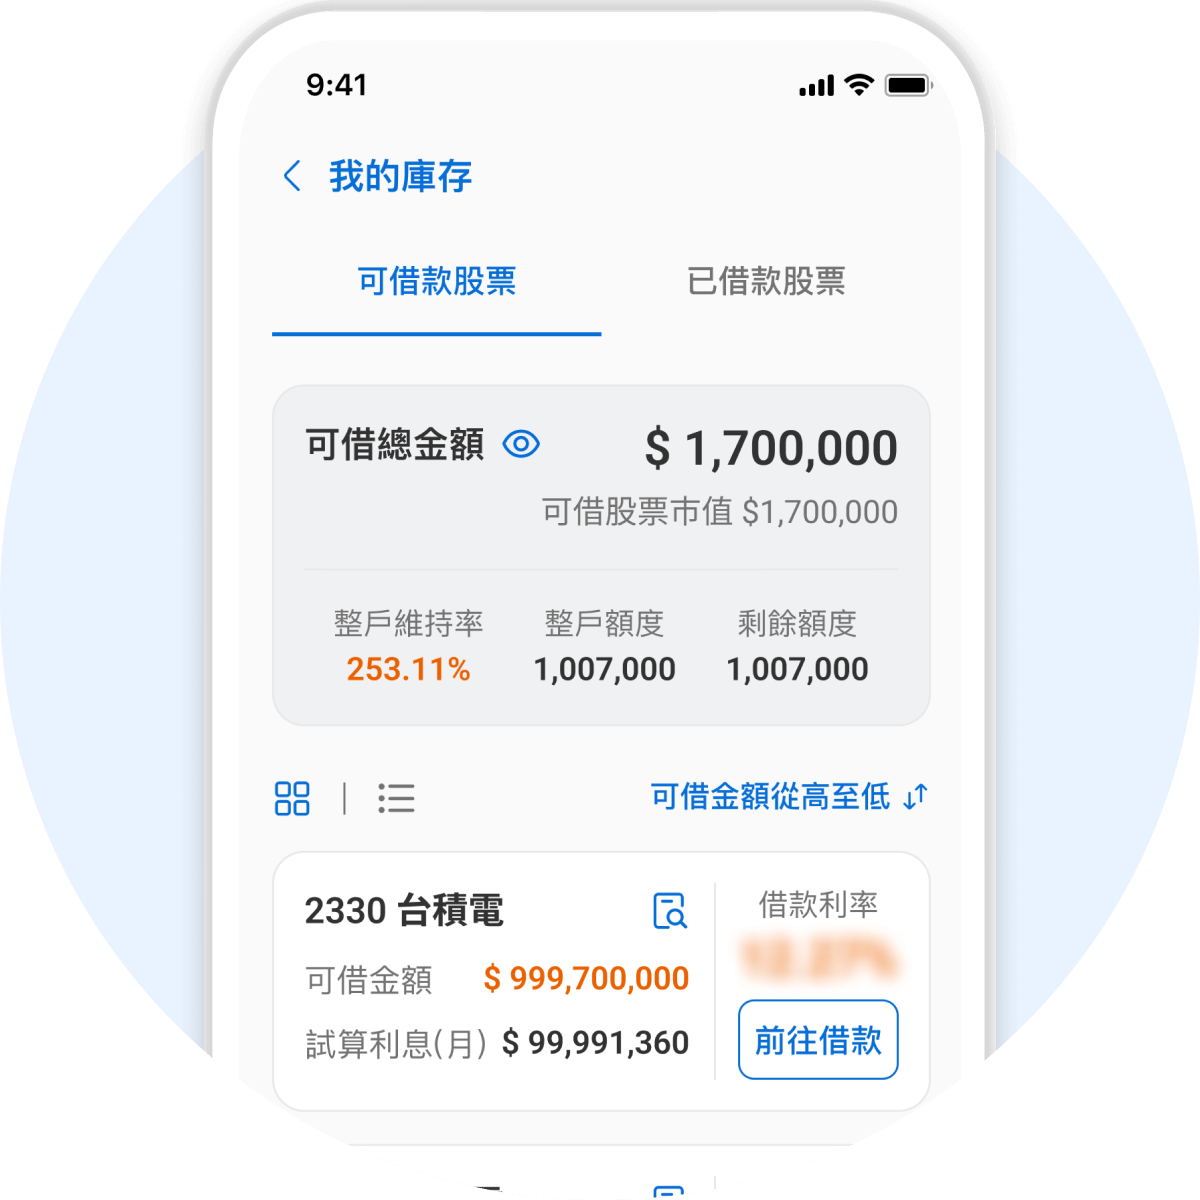 9:41
我的庫存
可借款股票 已借款股票
可借總金額 $ 1,700,000
可借股票市值 $1,700,000
整戶維持率 整戶額度 剩餘額度
253.11% 1,007,000 1,007,000
可借金額從高至低
2330 台積電 借款利率
可借金額 $ 999,700,000
試算利息(月) $ 99,991,360
前往借款